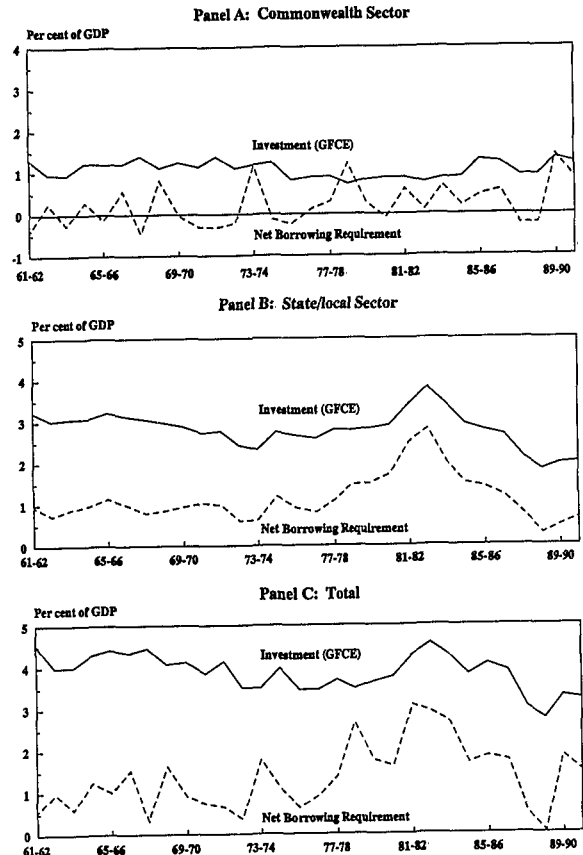 Panel A: Commonwealth Sector
Per cent of GDP
4
3
2
Investment (GFCE)
1
0
Net Borrowing Requirement
-1
61-62 65-66 69-70 73-74 77-78 81-82 85-86 89-90
Panel B: State/local Sector
Per cent of GDP
5
4
Investment (GFCE)
3
2
1
Net Borrowing Requirement
0
61-62 65-66 69-70 73-74 77-78 81-82 85-86 89-90
Panel C: Total
Per cent of GDP
5
Investment (GFCE)
4
3
2
1
Net Borrowing Requirement
0
61-62 65-66 69-70 73-74 77-78 81-82 85-86 89-90